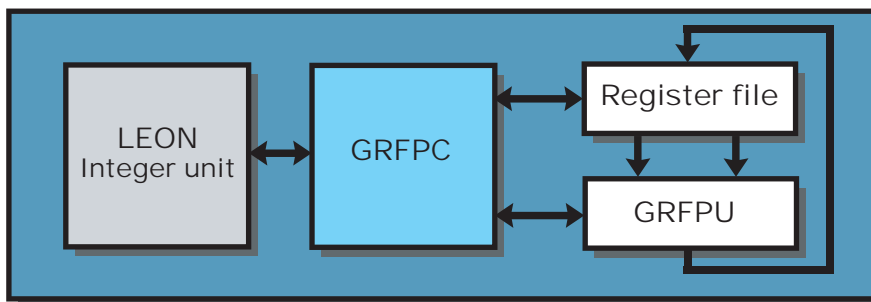 LEON
Integer unit
GRFPC
Register file
GRFPU